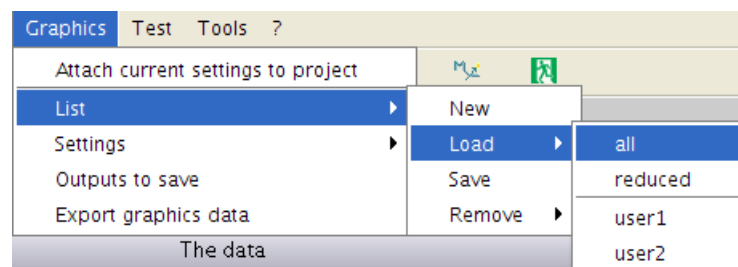 Graphics Test Tools ?
Attach current settings to project
List New
Settings Load all
Outputs to save Save reduced
Export graphics data Remove user1
The data user2